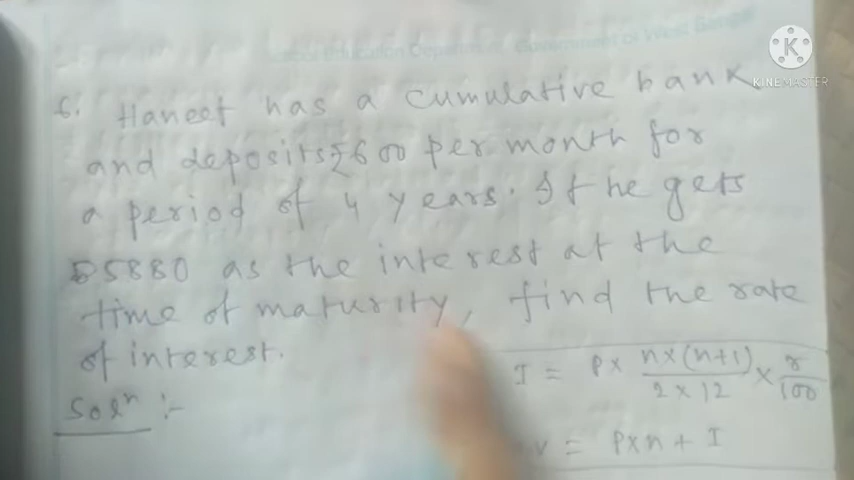 K
KINEMASTER
6. Haneet has a cumulative bank
and deposits ₹600 per month for
a period of 4 years. If he gets
5880 as the interest at the
time of maturity, find the rate
of interest.
Solⁿ :-
I = P x n x (n+1) / 2 x 12 x r / 100
V = P x n + I